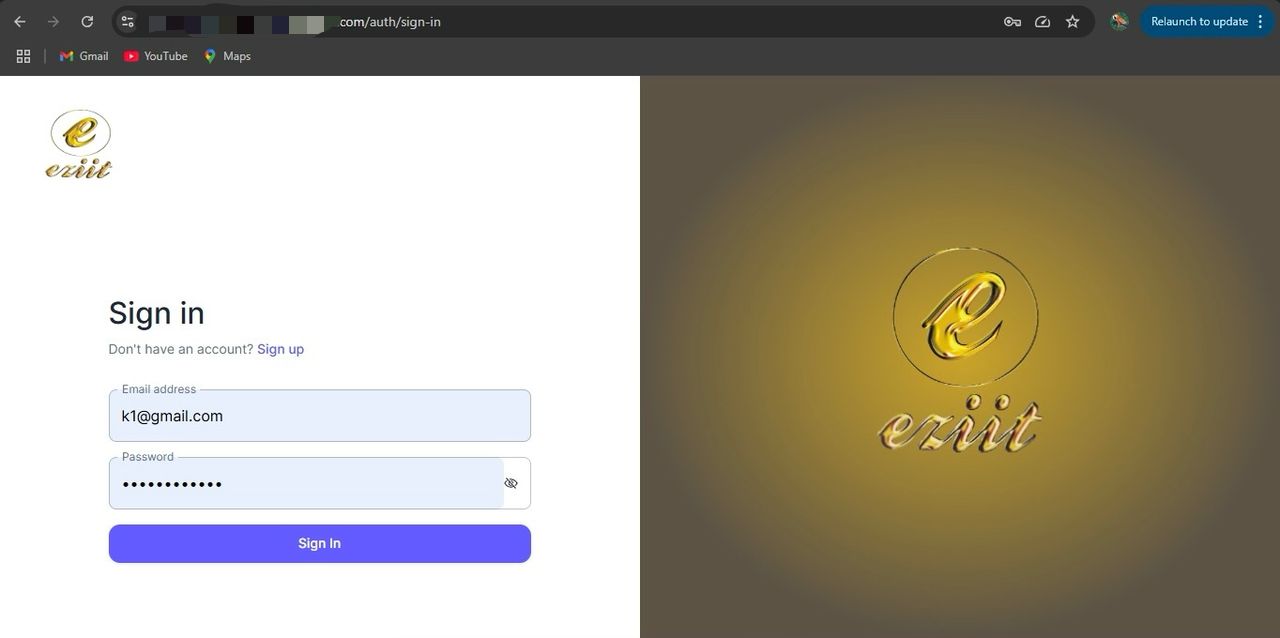 .com/auth/sign-in
Relaunch to update
Gmail
YouTube
Maps
e
eziit
Sign in
Don't have an account? Sign up
Email address
k1@gmail.com
Password
••••••••••••
Sign In
e
eziit